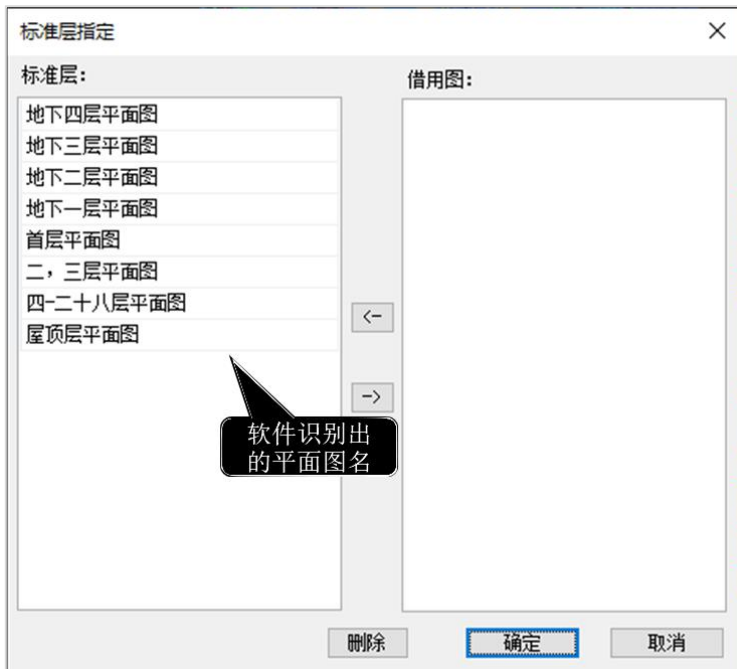 标准层指定
标准层：
借用图：
地下四层平面图
地下三层平面图
地下二层平面图
地下一层平面图
首层平面图
二，三层平面图
四-二十八层平面图
屋顶层平面图
<-
->
软件识别出
的平面图名
删除
确定
取消